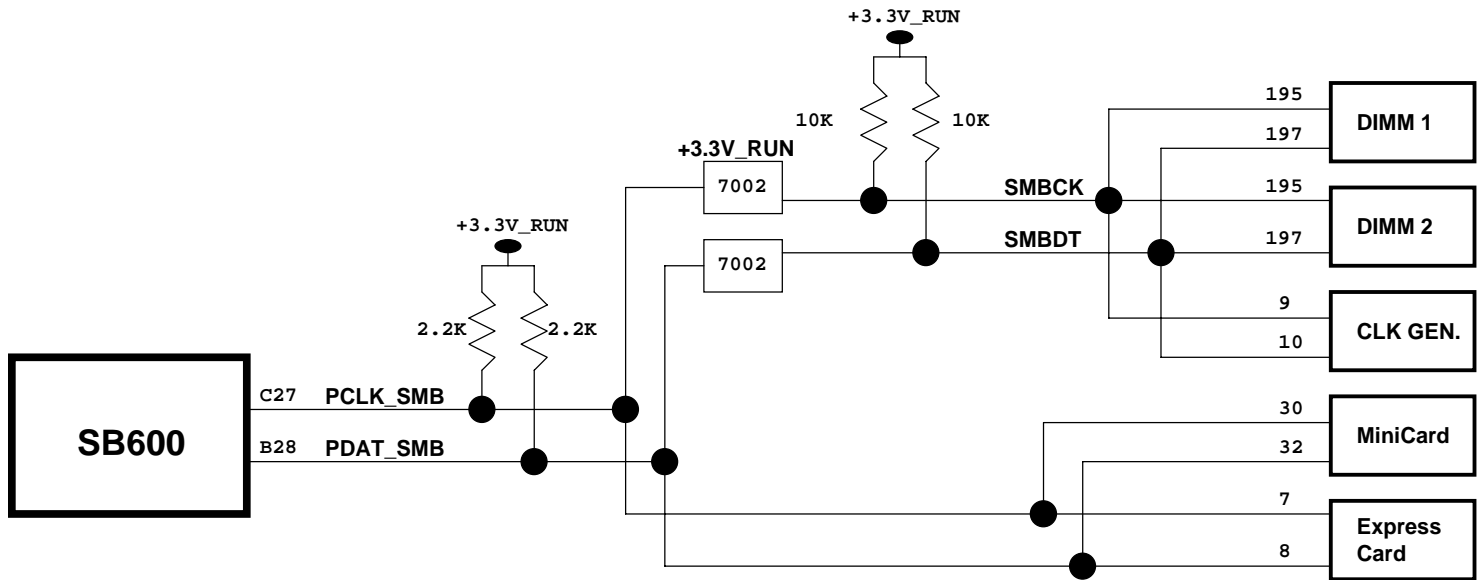 +3.3V_RUN
10K
10K
195
DIMM 1
197
+3.3V_RUN
7002
SMBCK
195
DIMM 2
197
+3.3V_RUN
7002
SMBDT
2.2K
2.2K
9
CLK GEN.
10
SB600
C27
PCLK_SMB
B28
PDAT_SMB
30
MiniCard
32
7
Express
Card
8